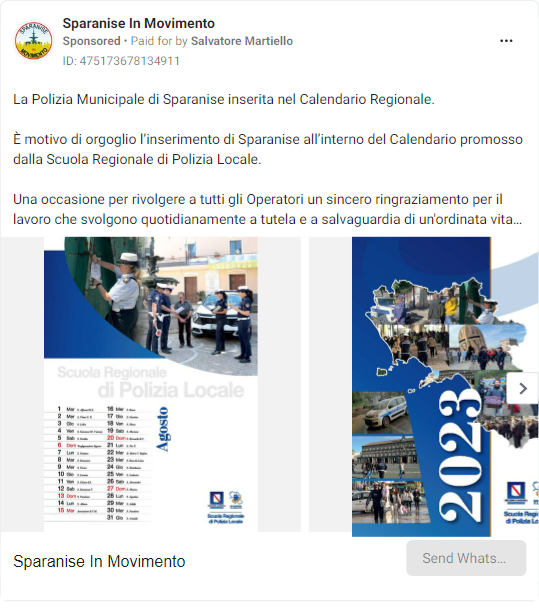 Sparanise In Movimento
Sponsored • Paid for by Salvatore Martiello
ID: 475173678134911
La Polizia Municipale di Sparanise inserita nel Calendario Regionale.
È motivo di orgoglio l'inserimento di Sparanise all'interno del Calendario promosso
dalla Scuola Regionale di Polizia Locale.
Una occasione per rivolgere a tutti gli Operatori un sincero ringraziamento per il
lavoro che svolgono quotidianamente a tutela e a salvaguardia di un'ordinata vita...
SPARANISE
MOVIMENTO
Scuola Regionale
di Polizia Locale
Agosto
1 Mar
2 Mer
3 Gio
4 Ven
5 Sab
6 Dom
7 Lun
8 Mar
9 Mer
10 Gio
11 Ven
12 Sab
13 Dom
14 Lun
15 Mar
16 Mer
17 Gio
18 Ven
19 Sab
20 Dom
21 Lun
22 Mar
23 Mer
24 Gio
25 Ven
26 Sab
27 Dom
28 Lun
29 Mar
30 Mer
31 Gio
Scuola Regionale
di Polizia Locale
2023
Scuola Regio
di Polizia Loc
Sparanise In Movimento
Send Whats...